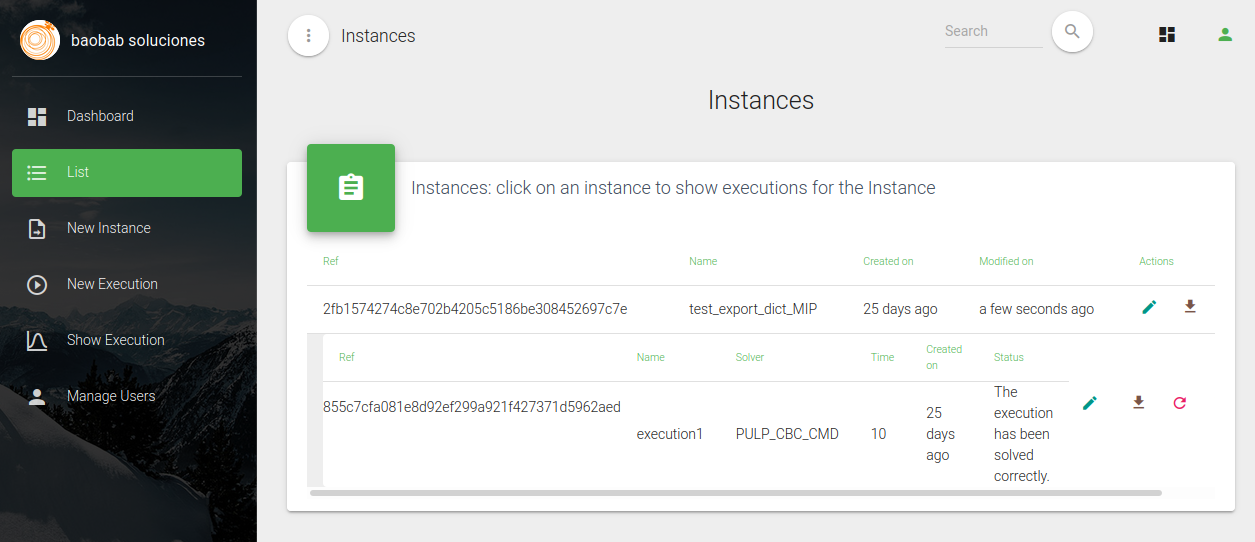 baobab soluciones
Dashboard
List
New Instance
New Execution
Show Execution
Manage Users
Instances
Search
Instances
Instances: click on an instance to show executions for the Instance
Ref Name Created on Modified on Actions
2fb1574274c8e702b4205c5186be308452697c7e test_export_dict_MIP 25 days ago a few seconds ago
Ref Name Solver Time Created on Status
855c7cfa081e8d92ef299a921f427371d5962aed execution1 PULP_CBC_CMD 10 25 days ago The execution has been solved correctly.